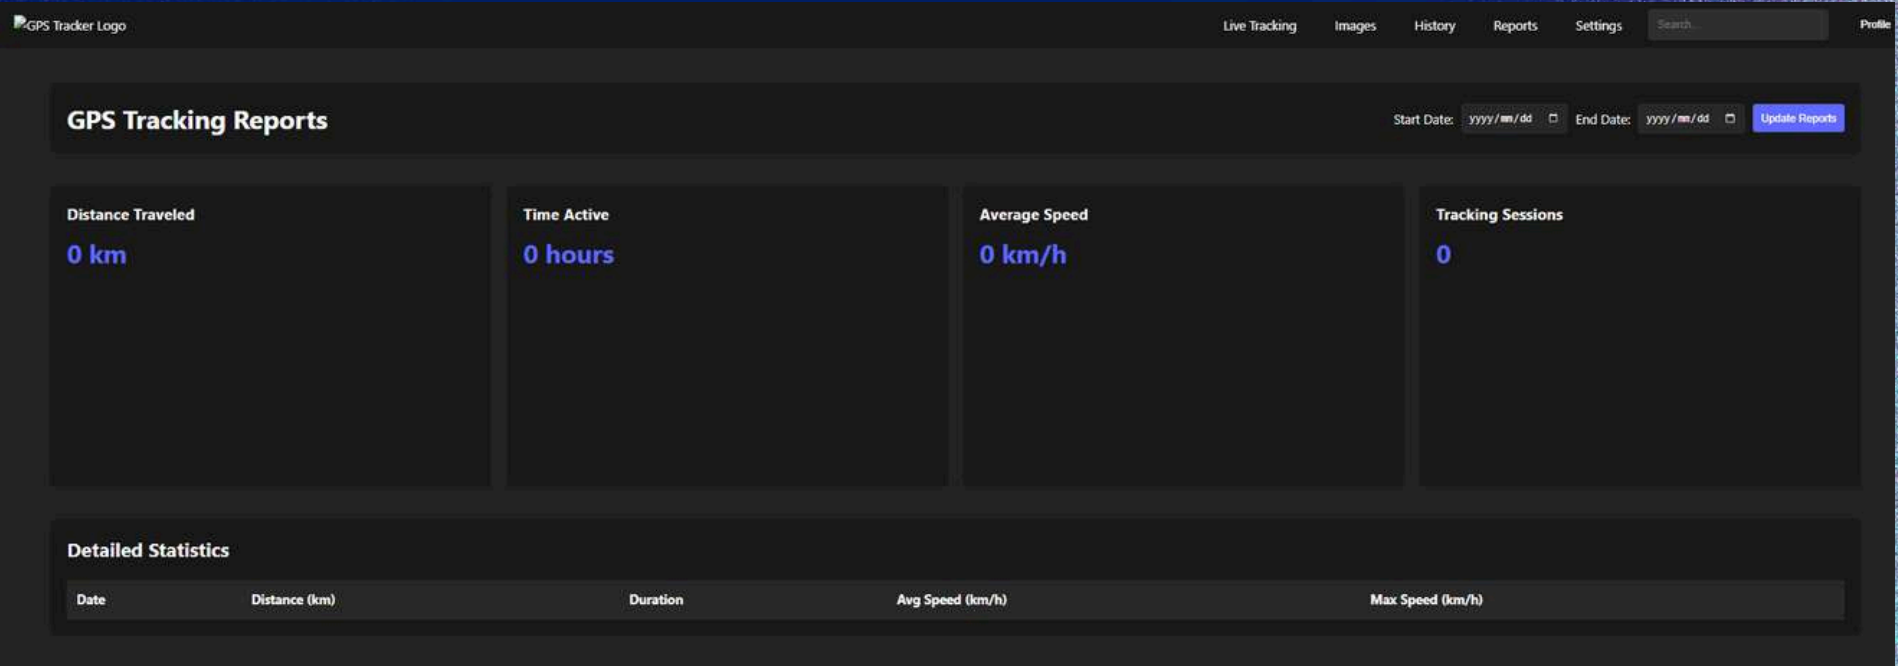 GPS Tracker Logo
Live Tracking Images History Reports Settings Search... Profile
GPS Tracking Reports
Start Date: yyyy/mm/dd End Date: yyyy/mm/dd Update Reports
Distance Traveled
0 km
Time Active
0 hours
Average Speed
0 km/h
Tracking Sessions
0
Detailed Statistics
Date Distance (km) Duration Avg Speed (km/h) Max Speed (km/h)